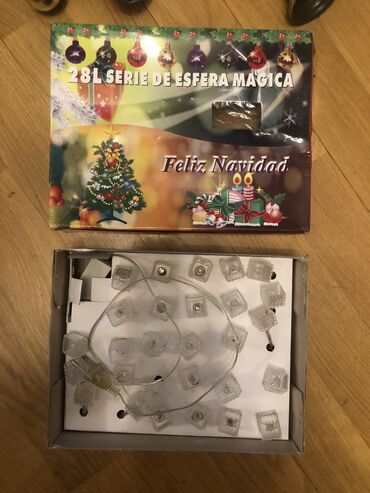 28L SERIE DE ESFERA MAGICA
Feliz Navidad